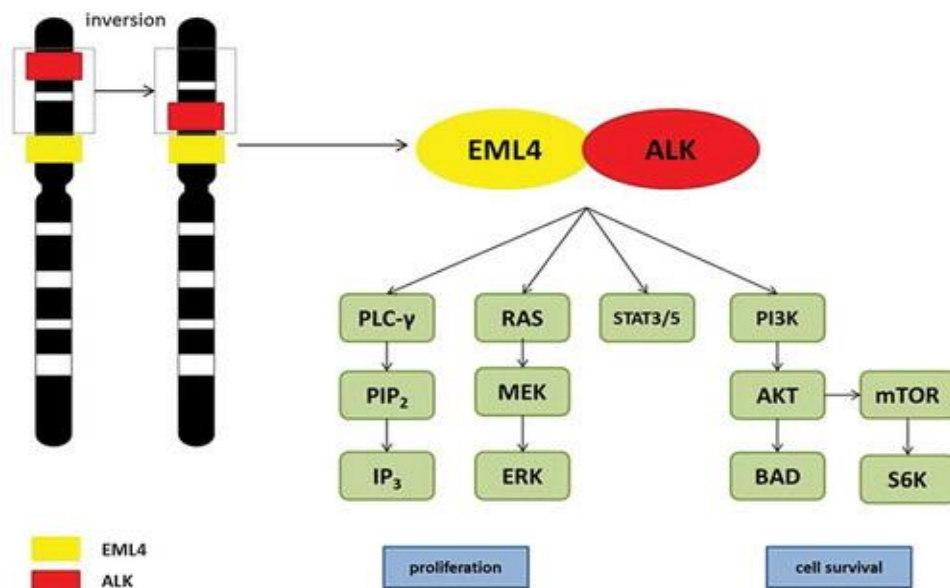 inversion
EML4
ALK
PLC-γ
RAS
STAT3/5
PI3K
PIP₂
MEK
AKT
mTOR
IP₃
ERK
BAD
S6K
EML4
ALK
proliferation
cell survival